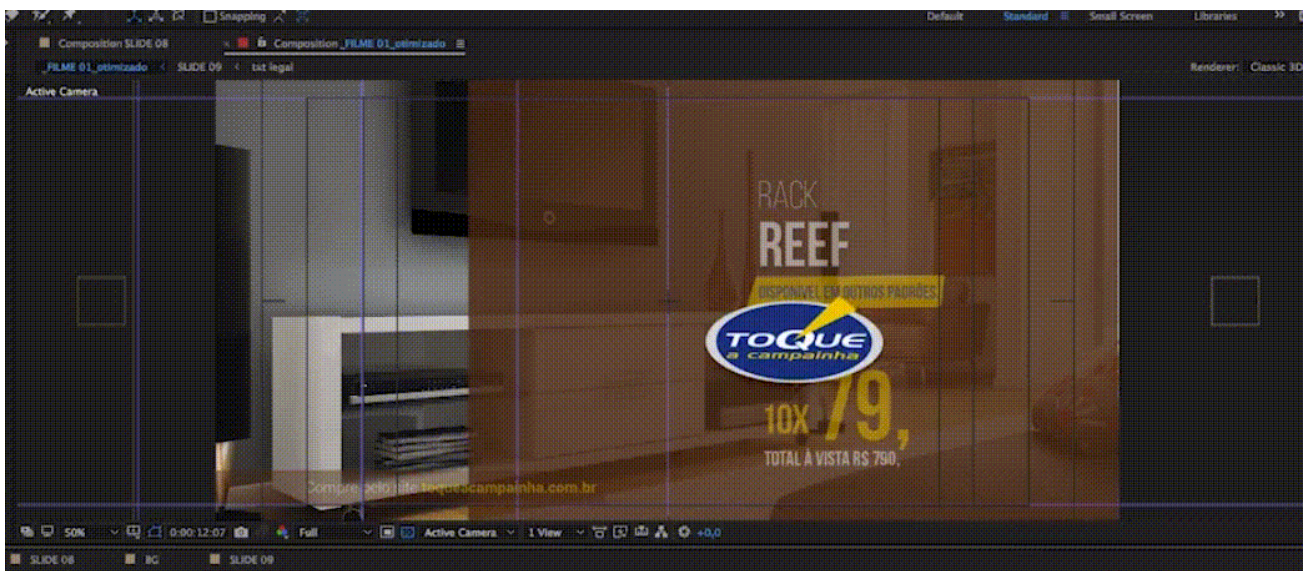 Snapping
Default
Standard
Small Screen
Libraries
Composition SLIDE 08
Composition _FILME 01_otimizado
_FILME 01_otimizado
SLIDE 09
txt legal
Renderer: Classic 3D
Active Camera
RACK
REEF
DISPONÍVEL EM OUTROS PADRÕES
TOQUE
a campainha
10X 79,
TOTAL À VISTA R$ 790,
Compre pelo site toqueacampainha.com.br
50%
0:00:12:07
Full
Active Camera
1 View
+0,0
SLIDE 08
BG
SLIDE 09